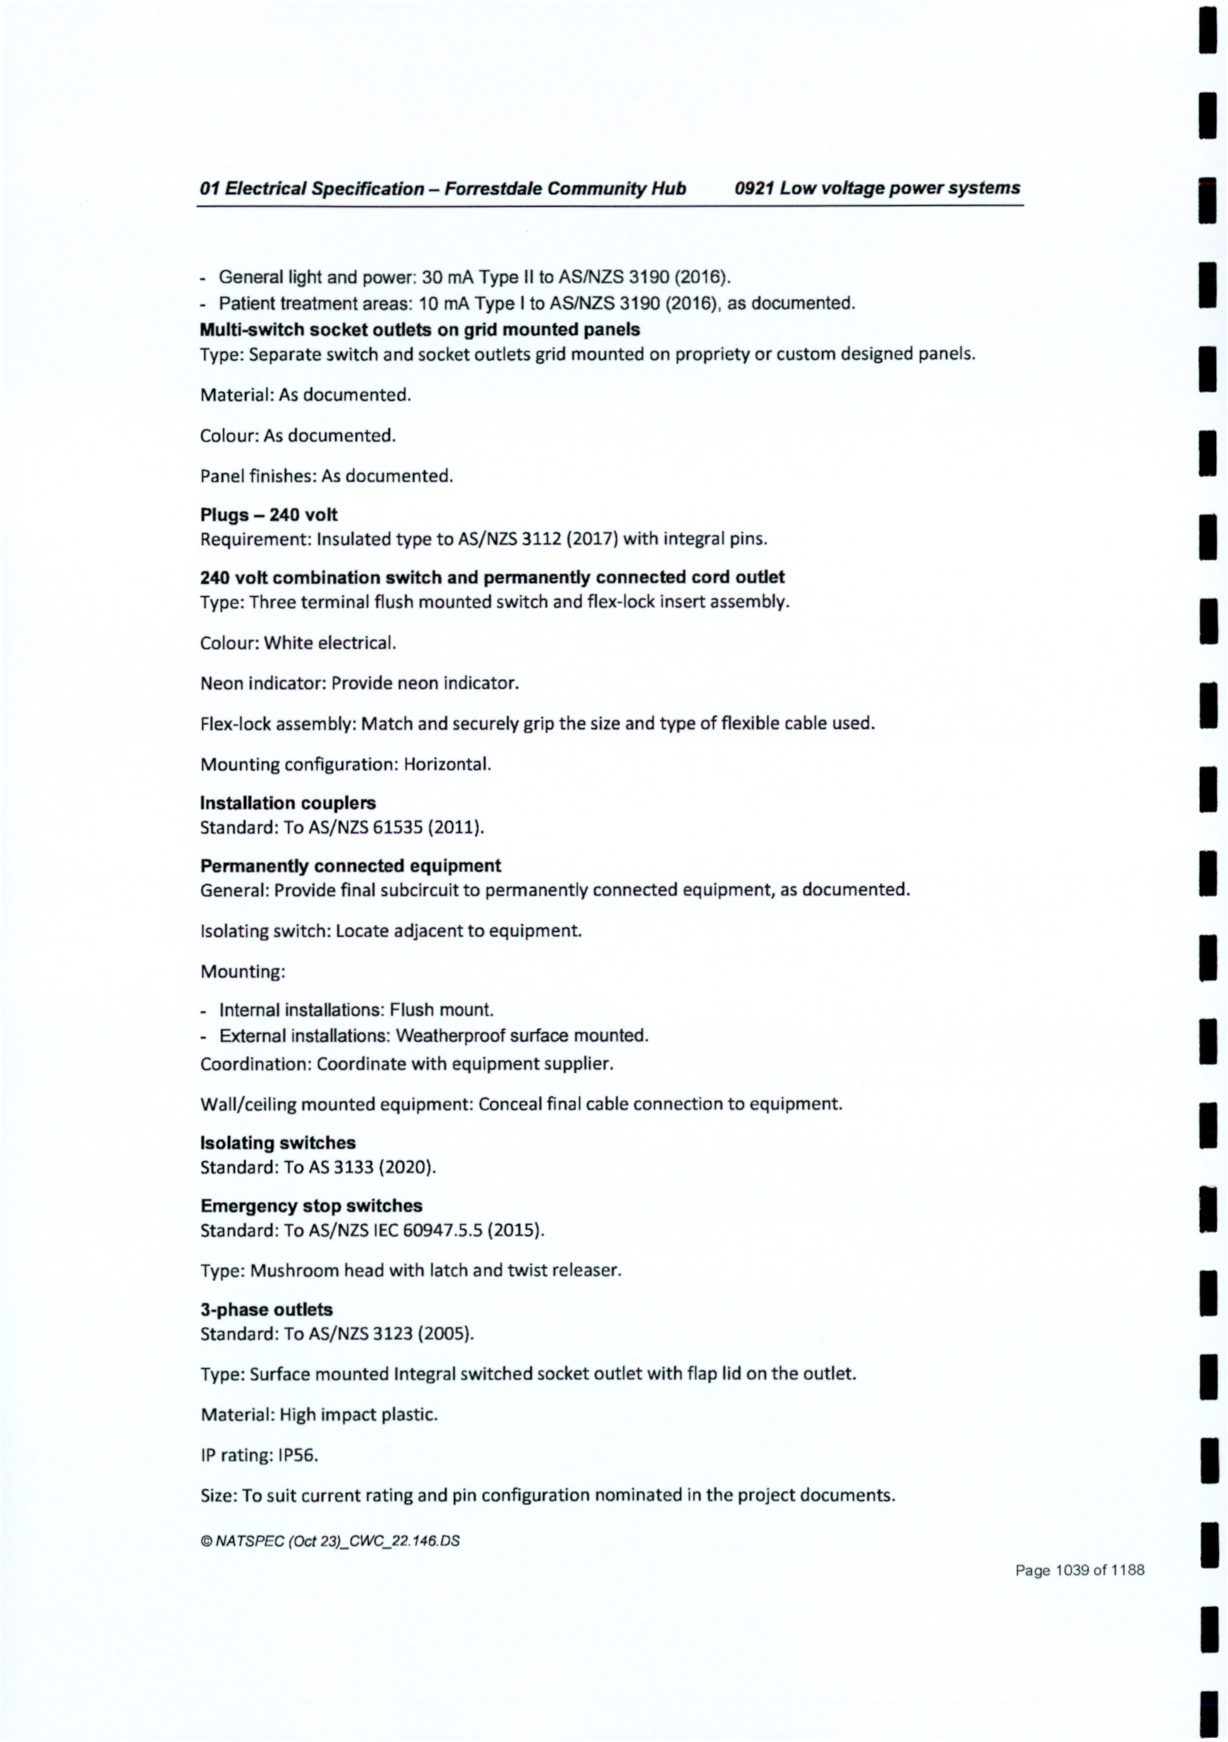 01 Electrical Specification – Forrestdale Community Hub 0921 Low voltage power systems
- General light and power: 30 mA Type II to AS/NZS 3190 (2016).
- Patient treatment areas: 10 mA Type I to AS/NZS 3190 (2016), as documented.
Multi-switch socket outlets on grid mounted panels
Type: Separate switch and socket outlets grid mounted on propriety or custom designed panels.
Material: As documented.
Colour: As documented.
Panel finishes: As documented.
Plugs – 240 volt
Requirement: Insulated type to AS/NZS 3112 (2017) with integral pins.
240 volt combination switch and permanently connected cord outlet
Type: Three terminal flush mounted switch and flex-lock insert assembly.
Colour: White electrical.
Neon indicator: Provide neon indicator.
Flex-lock assembly: Match and securely grip the size and type of flexible cable used.
Mounting configuration: Horizontal.
Installation couplers
Standard: To AS/NZS 61535 (2011).
Permanently connected equipment
General: Provide final subcircuit to permanently connected equipment, as documented.
Isolating switch: Locate adjacent to equipment.
Mounting:
- Internal installations: Flush mount.
- External installations: Weatherproof surface mounted.
Coordination: Coordinate with equipment supplier.
Wall/ceiling mounted equipment: Conceal final cable connection to equipment.
Isolating switches
Standard: To AS 3133 (2020).
Emergency stop switches
Standard: To AS/NZS IEC 60947.5.5 (2015).
Type: Mushroom head with latch and twist releaser.
3-phase outlets
Standard: To AS/NZS 3123 (2005).
Type: Surface mounted Integral switched socket outlet with flap lid on the outlet.
Material: High impact plastic.
IP rating: IP56.
Size: To suit current rating and pin configuration nominated in the project documents.
© NATSPEC (Oct 23)_CWC_22.146.DS
Page 1039 of 1188